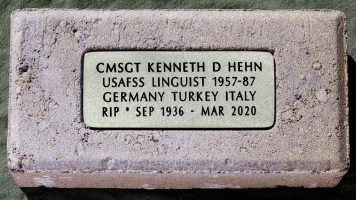 CMSGT KENNETH D HEHN
USAFSS LINGUIST 1957-87
GERMANY TURKEY ITALY
RIP * SEP 1936 - MAR 2020